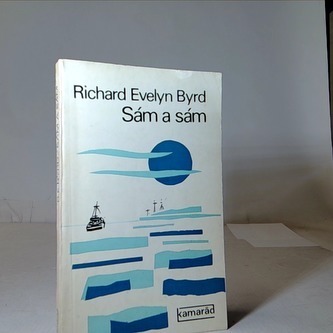 Richard Evelyn Byrd
Sám a sám
kamarád